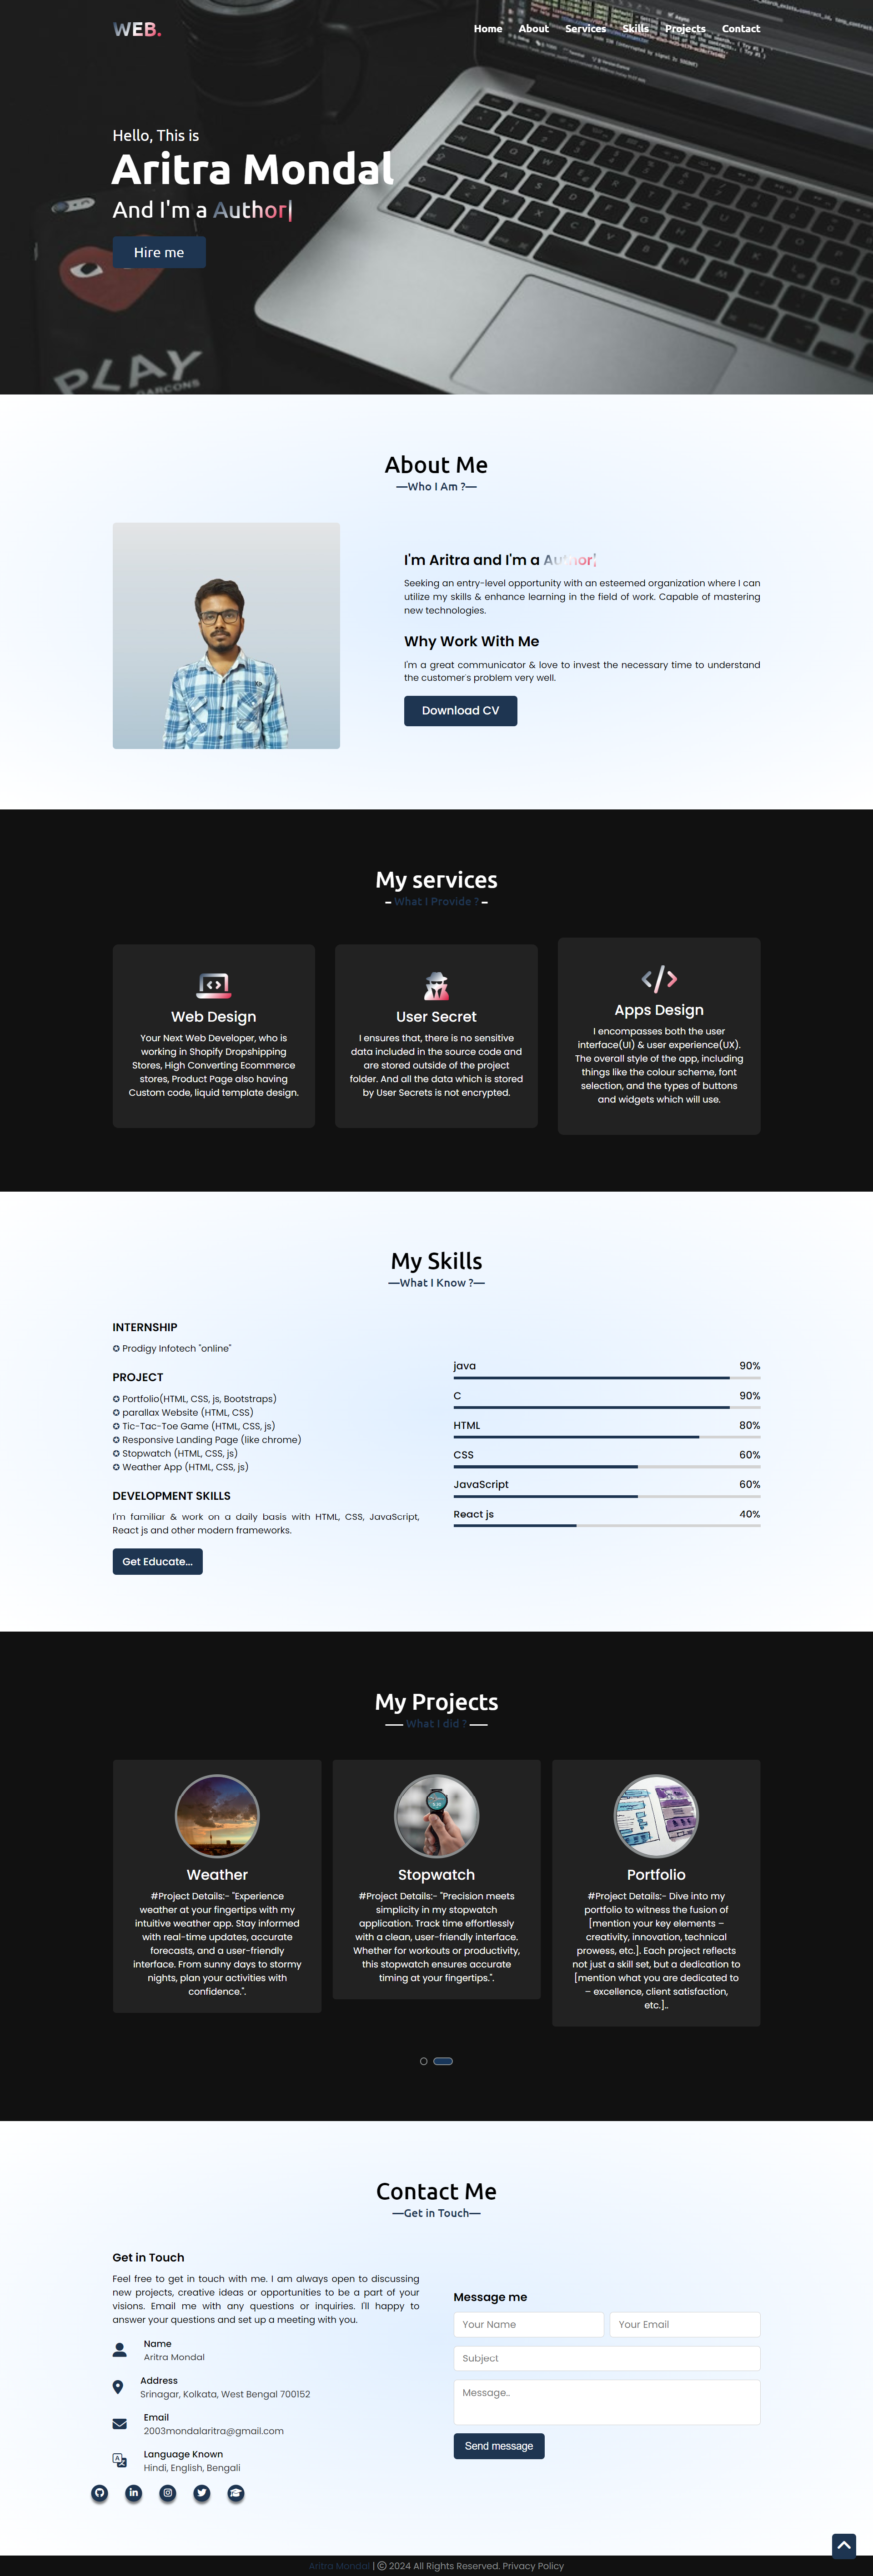 WEB.
Home About Services Skills Projects Contact
Hello, This is
Aritra Mondal
And I'm a Author|
Hire me
PLAY
About Me
—Who I Am ?—
I'm Aritra and I'm a Author|
Seeking an entry-level opportunity with an esteemed organization where I can
utilize my skills & enhance learning in the field of work. Capable of mastering
new technologies.
Why Work With Me
I'm a great communicator & love to invest the necessary time to understand
the customer's problem very well.
Download CV
My services
– What I Provide ? –
Web Design
Your Next Web Developer, who is
working in Shopify Dropshipping
Stores, High Converting Ecommerce
stores, Product Page also having
Custom code, liquid template design.
User Secret
I ensures that, there is no sensitive
data included in the source code and
are stored outside of the project
folder. And all the data which is stored
by User Secrets is not encrypted.
Apps Design
I encompasses both the user
interface(UI) & user experience(UX).
The overall style of the app, including
things like the colour scheme, font
selection, and the types of buttons
and widgets which will use.
My Skills
—What I Know ?—
INTERNSHIP
✪ Prodigy Infotech "online"
PROJECT
✪ Portfolio(HTML, CSS, js, Bootstraps)
✪ parallax Website (HTML, CSS)
✪ Tic-Tac-Toe Game (HTML, CSS, js)
✪ Responsive Landing Page (like chrome)
✪ Stopwatch (HTML, CSS, js)
✪ Weather App (HTML, CSS, js)
DEVELOPMENT SKILLS
I'm familiar & work on a daily basis with HTML, CSS, JavaScript,
React js and other modern frameworks.
Get Educate...
java 90%
C 90%
HTML 80%
CSS 60%
JavaScript 60%
React js 40%
My Projects
—— What I did ? ——
Weather
#Project Details:- "Experience
weather at your fingertips with my
intuitive weather app. Stay informed
with real-time updates, accurate
forecasts, and a user-friendly
interface. From sunny days to stormy
nights, plan your activities with
confidence.".
Stopwatch
#Project Details:- "Precision meets
simplicity in my stopwatch
application. Track time effortlessly
with a clean, user-friendly interface.
Whether for workouts or productivity,
this stopwatch ensures accurate
timing at your fingertips.".
Portfolio
#Project Details:- Dive into my
portfolio to witness the fusion of
[mention your key elements –
creativity, innovation, technical
prowess, etc.]. Each project reflects
not just a skill set, but a dedication to
[mention what you are dedicated to
– excellence, client satisfaction,
etc.]..
Contact Me
—Get in Touch—
Get in Touch
Feel free to get in touch with me. I am always open to discussing
new projects, creative ideas or opportunities to be a part of your
visions. Email me with any questions or inquiries. I'll happy to
answer your questions and set up a meeting with you.
Name
Aritra Mondal
Address
Srinagar, Kolkata, West Bengal 700152
Email
2003mondalaritra@gmail.com
Language Known
Hindi, English, Bengali
Message me
Your Name Your Email
Subject
Message..
Send message
Aritra Mondal | © 2024 All Rights Reserved. Privacy Policy